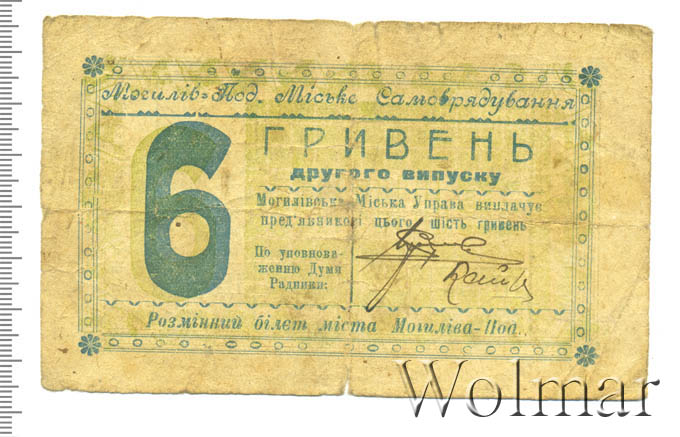 Могилів-Под. Міське Самоврядування
6 ГРИВЕНЬ
другого випуску
Могилівська Міська Управа виплачує
пред'явникові цього шість гривень
По уповнова-
женню Думи
Радники:
Розмінний білет міста Могиліва-Под.
Wolmar